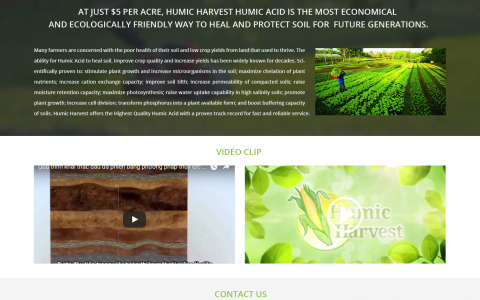 AT JUST $5 PER ACRE, HUMIC HARVEST HUMIC ACID IS THE MOST ECONOMICAL
AND ECOLOGICALLY FRIENDLY WAY TO HEAL AND PROTECT SOIL FOR FUTURE GENERATIONS.
Many farmers are concerned with the poor health of their soil and low crop yields from land that used to thrive. The
ability for Humic Acid to heal soil, improve crop quality and increase yields has been widely known for decades. Sci-
entifically proven to: stimulate plant growth and increase microorganisms in the soil; maximize chelation of plant
nutrients; increase cation exchange capacity; improve soil tilth; increase permeability of compacted soils; raise
moisture retention capacity; maximize photosynthesis; raise water uptake capability in high salinity soils; promote
plant growth; increase cell division; transform phosphorus into a plant available form; and boost buffering capacity
of soils. Humic Harvest offers the Highest Quality Humic Acid with a proven track record for fast and reliable service.
VIDEO CLIP
Humic
Harvest
CONTACT US